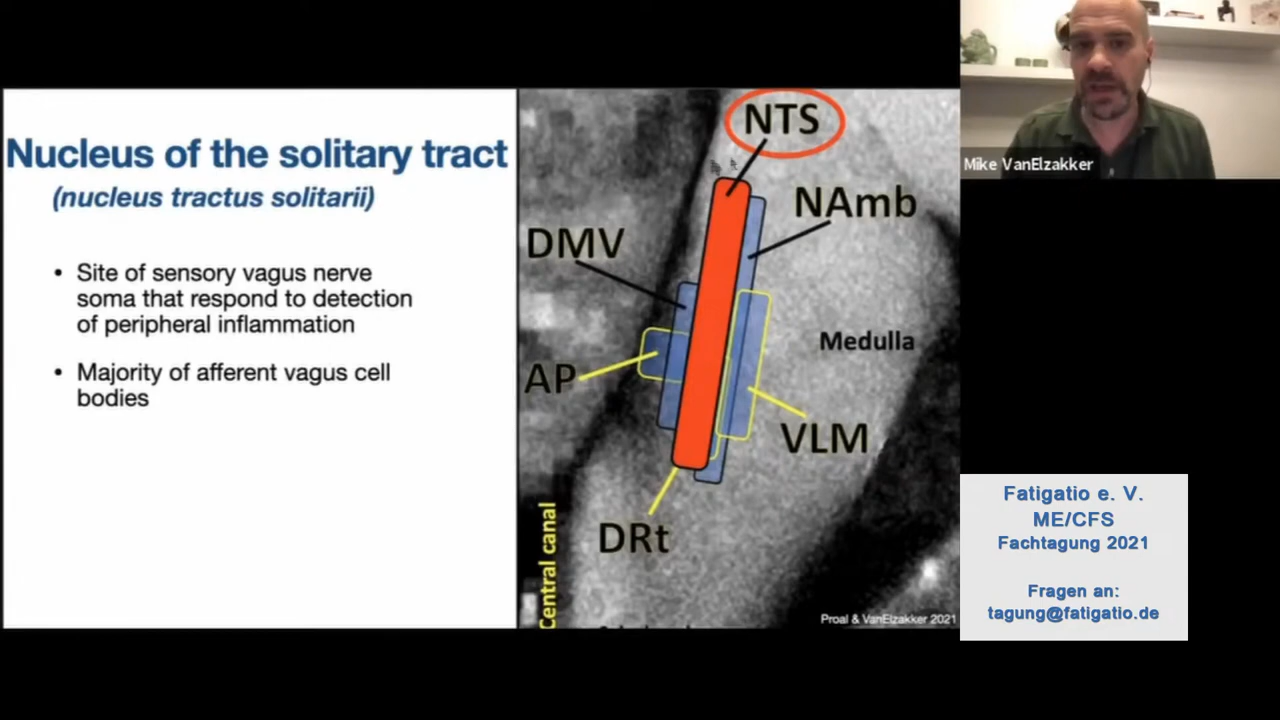 Nucleus of the solitary tract
(nucleus tractus solitarii)
• Site of sensory vagus nerve
soma that respond to detection
of peripheral inflammation
• Majority of afferent vagus cell
bodies
NTS
NAmb
DMV
Medulla
AP
VLM
DRt
Central canal
Proal & VanElzakker 2021
Mike VanElzakker
Fatigatio e. V.
ME/CFS
Fachtagung 2021
Fragen an:
tagung@fatigatio.de